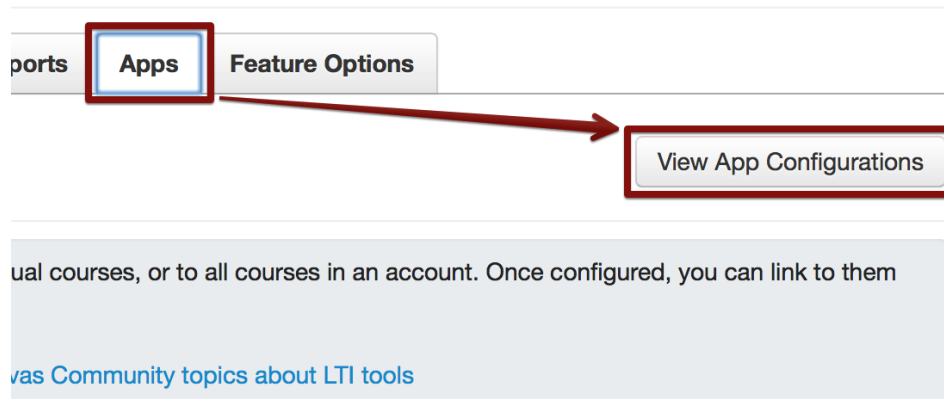 ports Apps Feature Options
View App Configurations
ual courses, or to all courses in an account. Once configured, you can link to them
vas Community topics about LTI tools